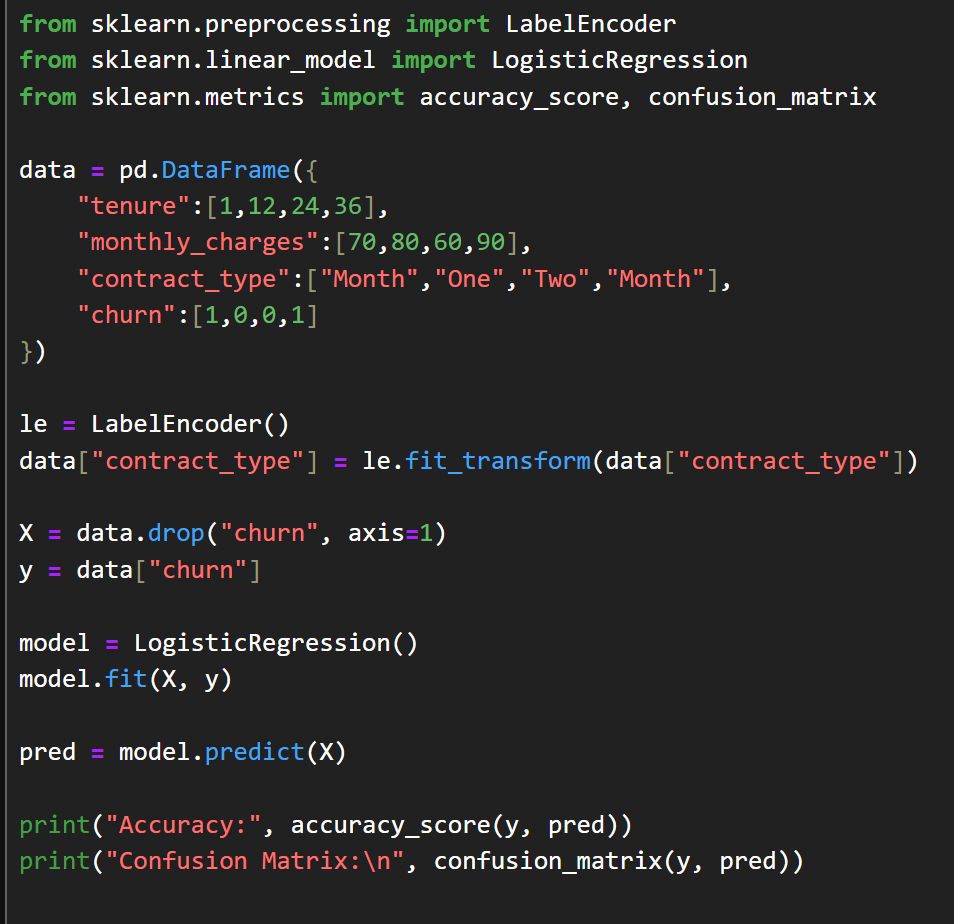 from sklearn.preprocessing import LabelEncoder
from sklearn.linear_model import LogisticRegression
from sklearn.metrics import accuracy_score, confusion_matrix

data = pd.DataFrame({
    "tenure":[1,12,24,36],
    "monthly_charges":[70,80,60,90],
    "contract_type":["Month","One","Two","Month"],
    "churn":[1,0,0,1]
})

le = LabelEncoder()
data["contract_type"] = le.fit_transform(data["contract_type"])

X = data.drop("churn", axis=1)
y = data["churn"]

model = LogisticRegression()
model.fit(X, y)

pred = model.predict(X)

print("Accuracy:", accuracy_score(y, pred))
print("Confusion Matrix:\n", confusion_matrix(y, pred))